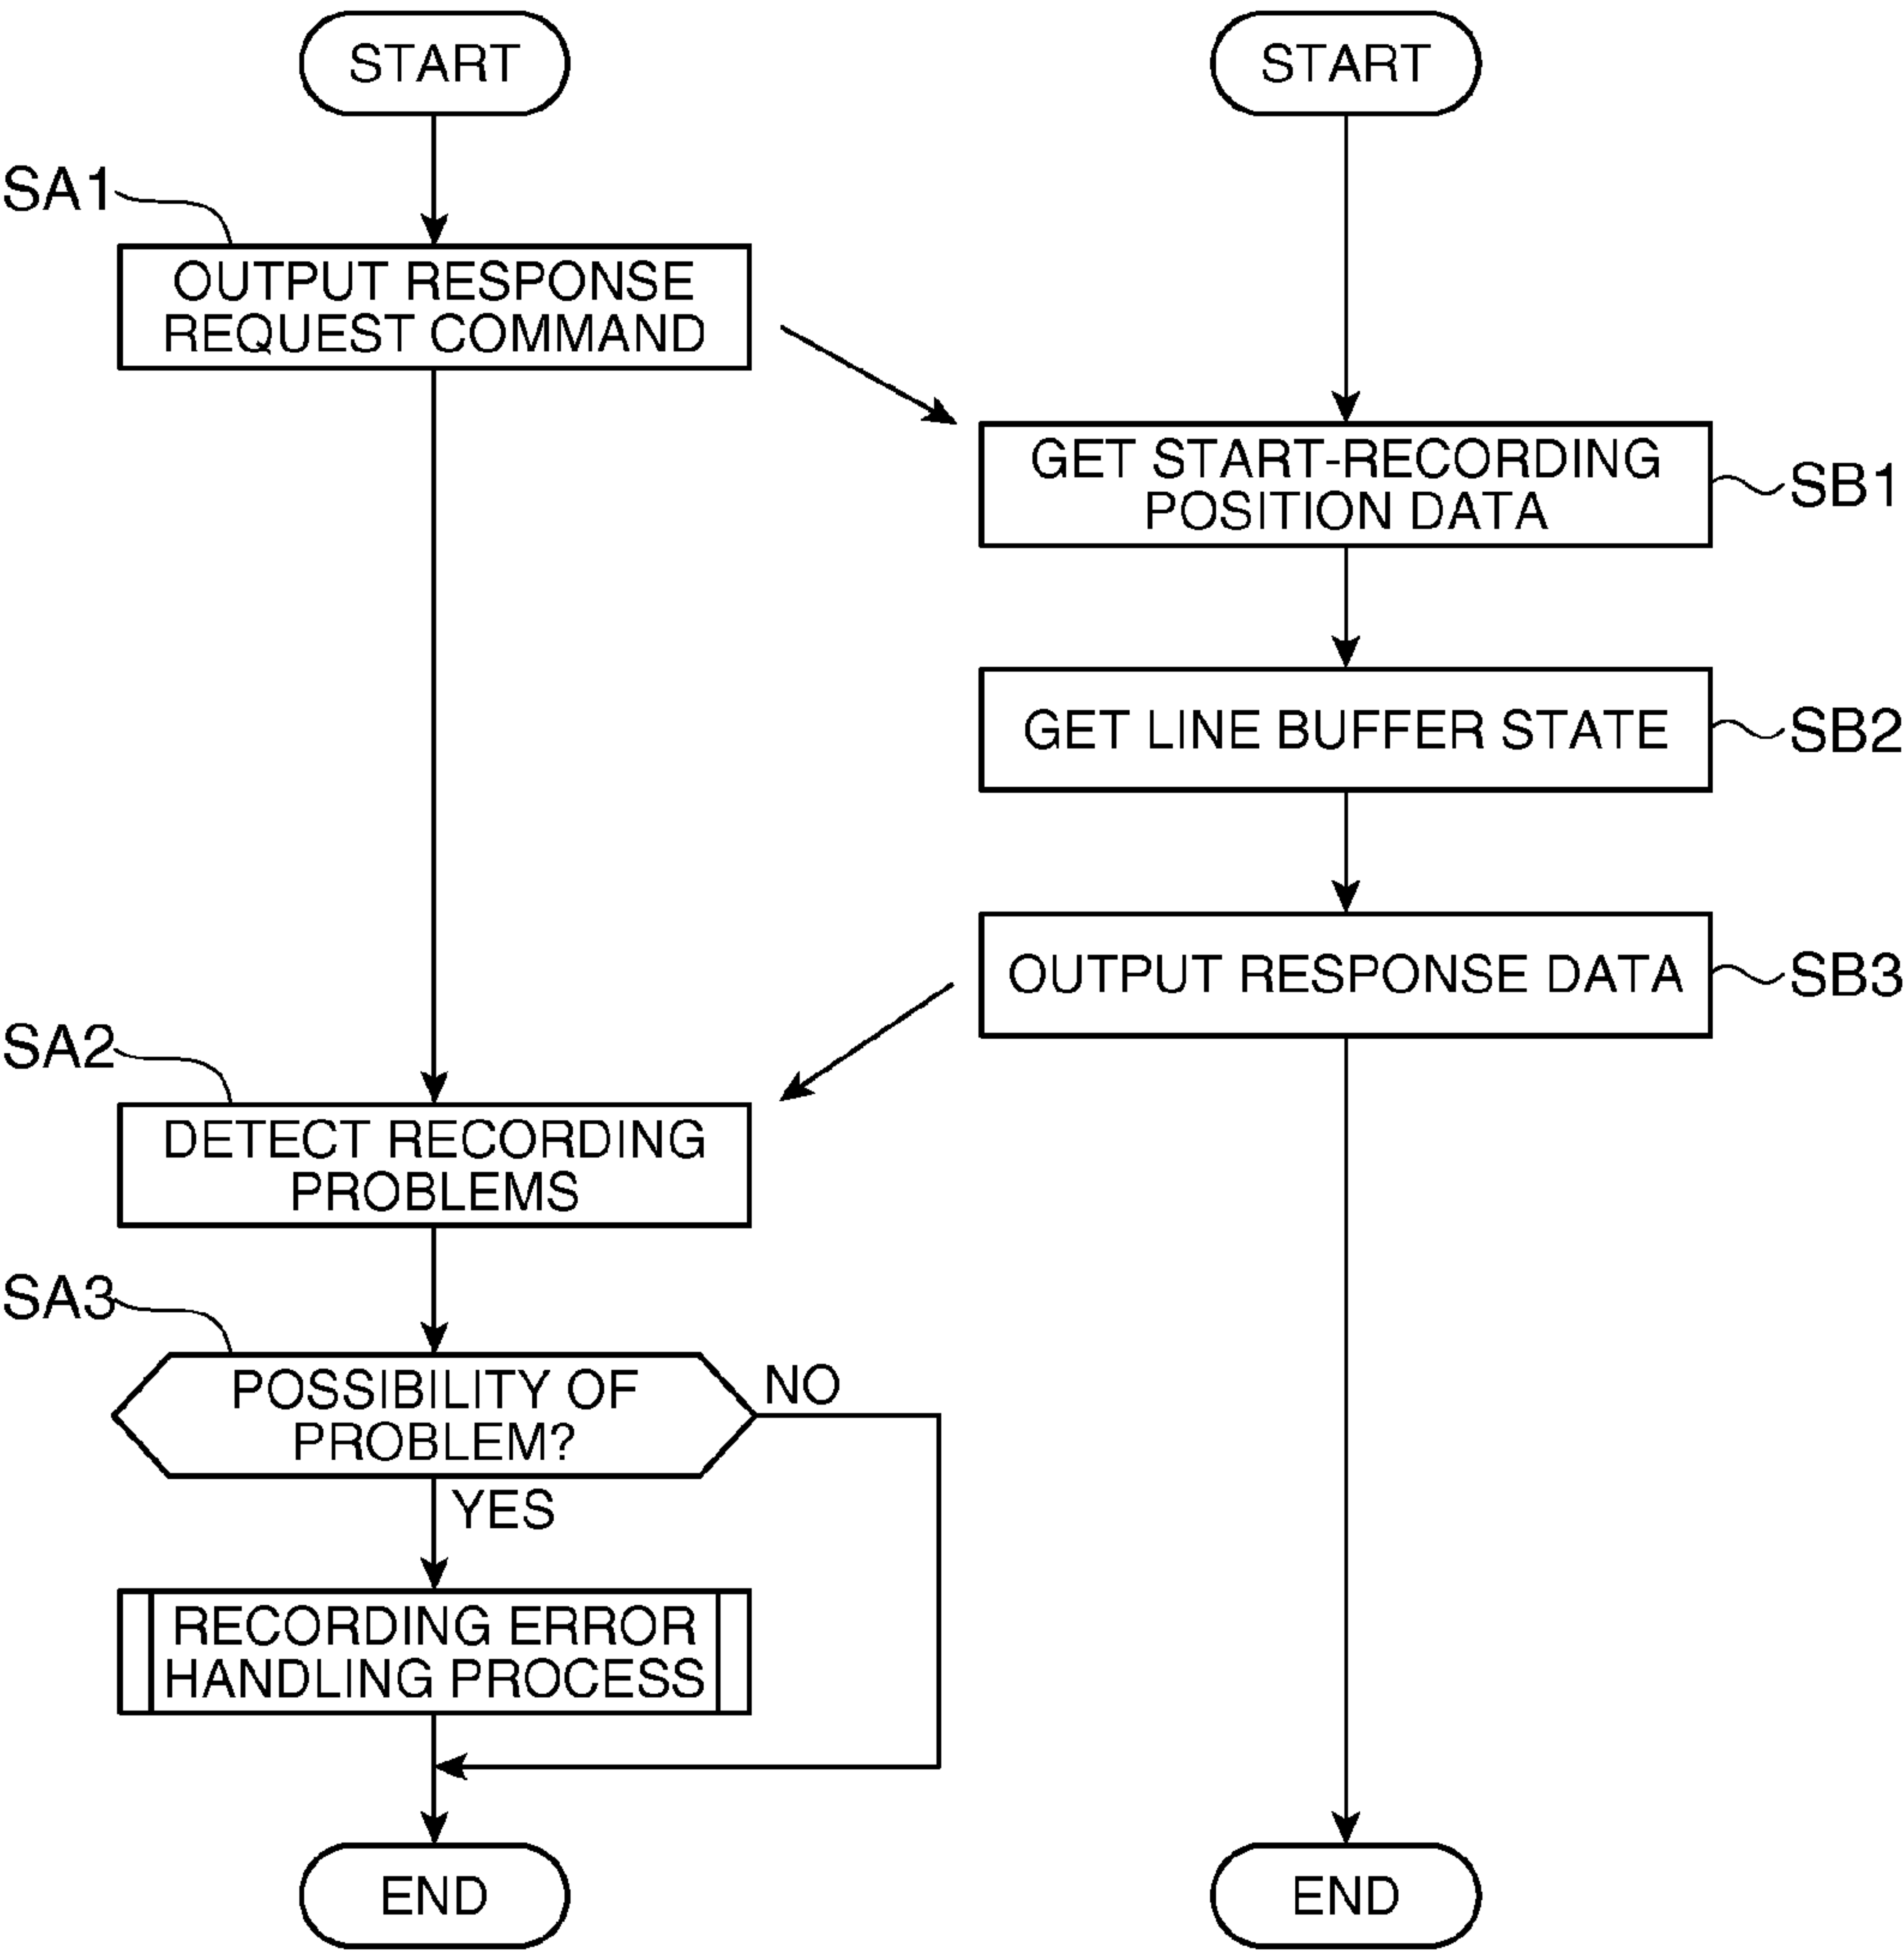 START
SA1
OUTPUT RESPONSE
REQUEST COMMAND
SA2
DETECT RECORDING
PROBLEMS
SA3
POSSIBILITY OF
PROBLEM?
NO
YES
RECORDING ERROR
HANDLING PROCESS
END
START
GET START-RECORDING
POSITION DATA
SB1
GET LINE BUFFER STATE
SB2
OUTPUT RESPONSE DATA
SB3
END